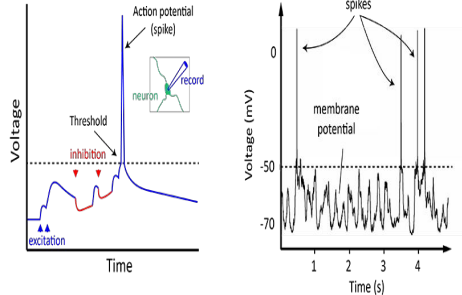 Action potential
(spike)
record
neuron
Threshold
inhibition
excitation
Voltage
Time
spikes
0
membrane
potential
-50
-70
Voltage (mV)
1 2 3 4
Time (s)